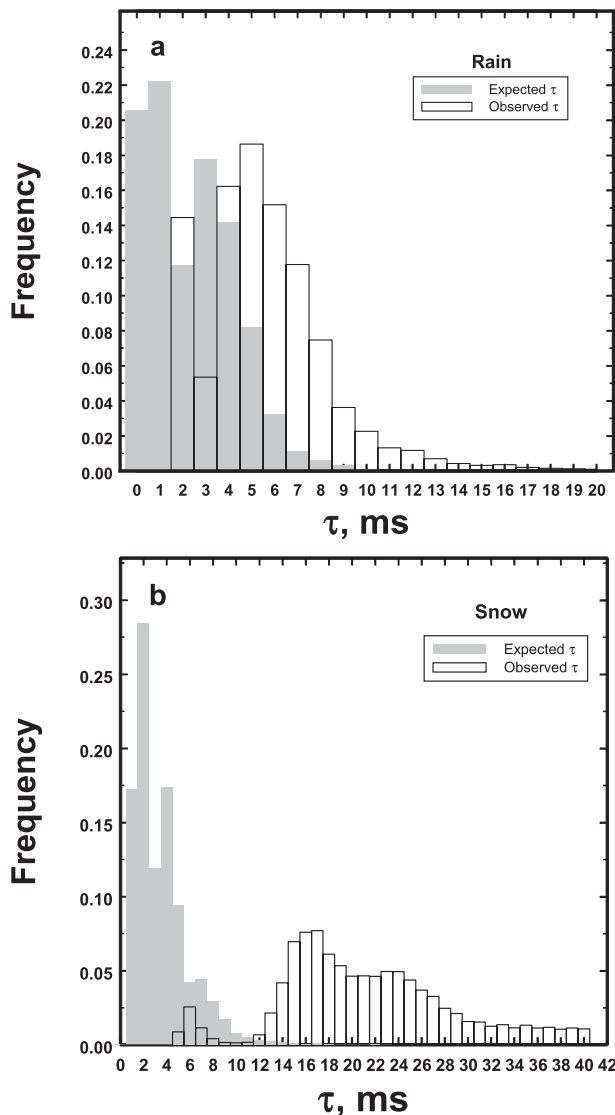 a
Rain
Expected τ
Observed τ
0.24
0.22
0.20
0.18
0.16
0.14
0.12
0.10
0.08
0.06
0.04
0.02
0.00
Frequency
0 1 2 3 4 5 6 7 8 9 10 11 12 13 14 15 16 17 18 19 20
τ, ms
b
Snow
Expected τ
Observed τ
0.30
0.25
0.20
0.15
0.10
0.05
0.00
Frequency
0 2 4 6 8 10 12 14 16 18 20 22 24 26 28 30 32 34 36 38 40 42
τ, ms